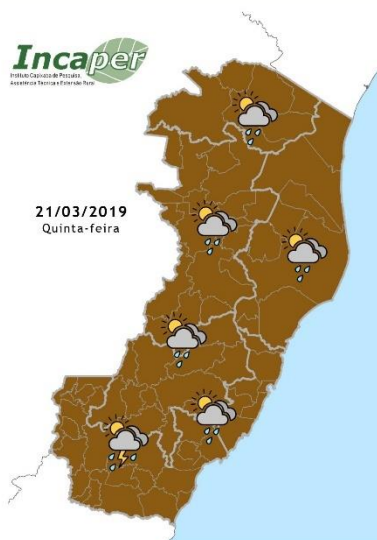 Incaper
Instituto Capixaba de Pesquisa,
Assistência Técnica e Extensão Rural
21/03/2019
Quinta-feira